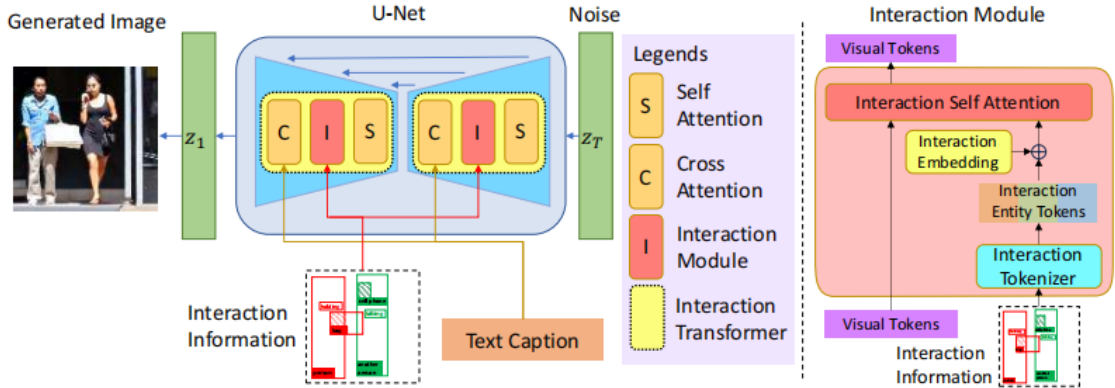 Generated Image
U-Net
Noise
Z₁
C
I
S
C
I
S
Z_T
Interaction
Information
Text Caption
Legends
S
Self
Attention
C
Cross
Attention
I
Interaction
Module
Interaction
Transformer
Interaction Module
Visual Tokens
Interaction Self Attention
Interaction
Embedding
Interaction
Entity Tokens
Interaction
Tokenizer
Visual Tokens
Interaction
Information